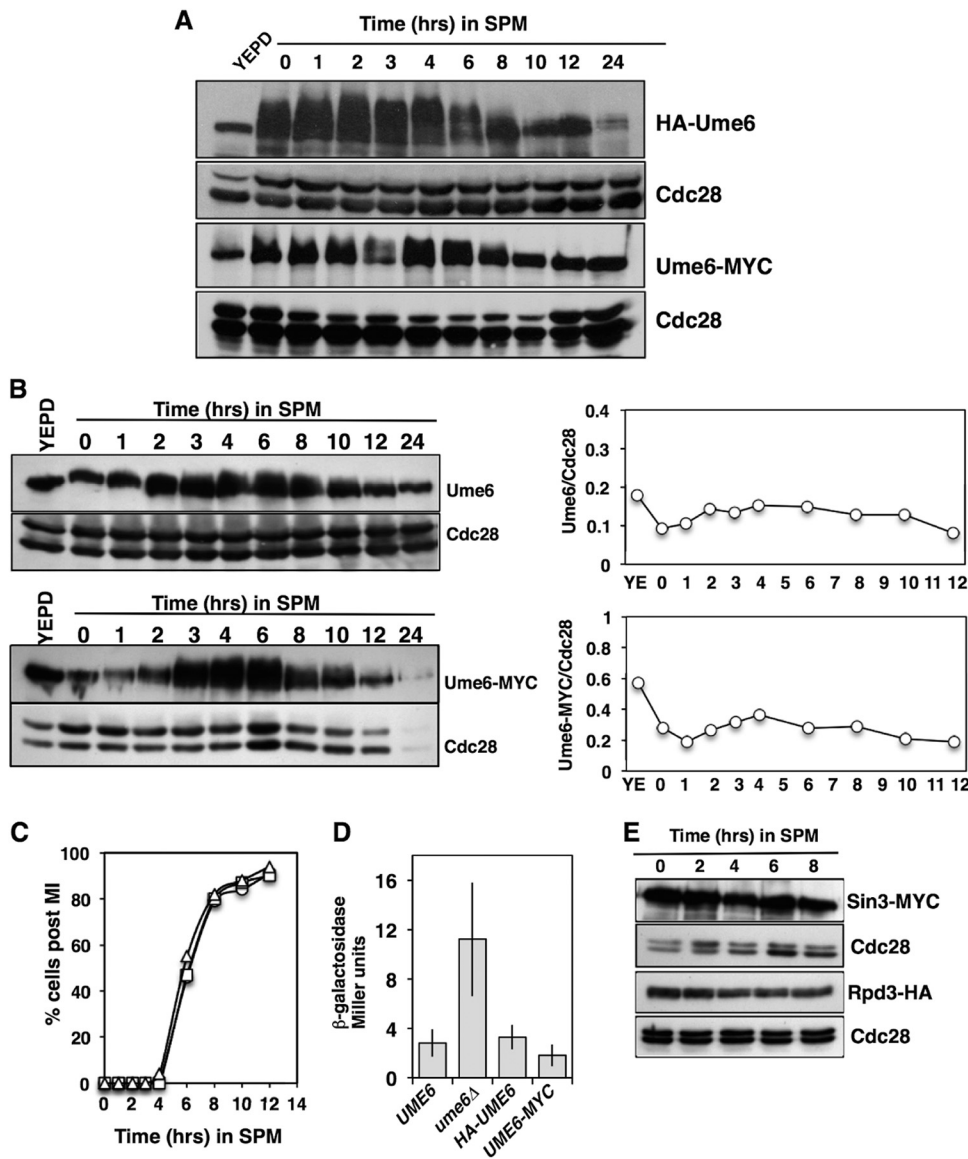 A
Time (hrs) in SPM
YEPD 0 1 2 3 4 6 8 10 12 24
HA-Ume6
Cdc28
Ume6-MYC
Cdc28
B
YEPD
Time (hrs) in SPM
0 1 2 3 4 6 8 10 12 24
Ume6
Cdc28
Ume6/Cdc28
0.4
0.3
0.2
0.1
0
YE 0 1 2 3 4 5 6 7 8 9 10 11 12
YEPD
Time (hrs) in SPM
0 1 2 3 4 6 8 10 12 24
Ume6-MYC
Cdc28
Ume6-MYC/Cdc28
1
0.8
0.6
0.4
0.2
0
YE 0 1 2 3 4 5 6 7 8 9 10 11 12
C
% cells post MI
100
80
60
40
20
0
0 2 4 6 8 10 12 14
Time (hrs) in SPM
D
β-galactosidase
Miller units
16
12
8
4
0
UME6
ume6Δ
HA-UME6
UME6-MYC
E
Time (hrs) in SPM
0 2 4 6 8
Sin3-MYC
Cdc28
Rpd3-HA
Cdc28